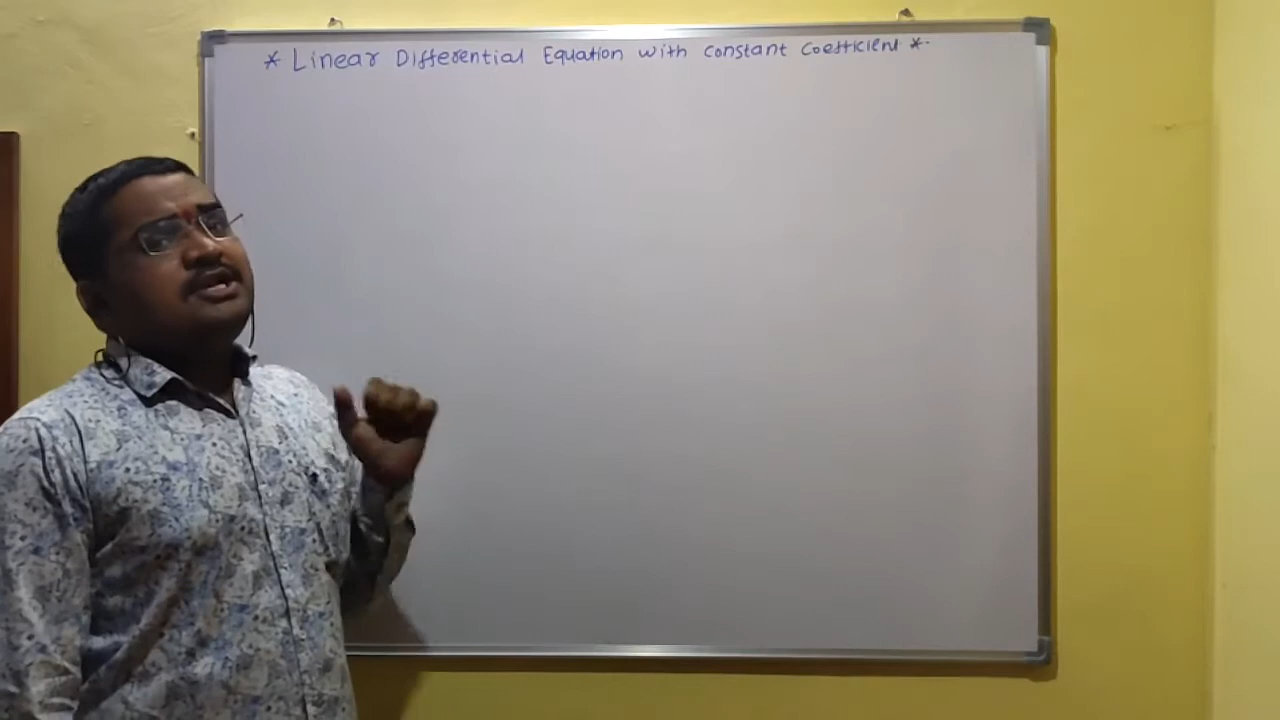 * Linear Differential Equation with constant coefficient *